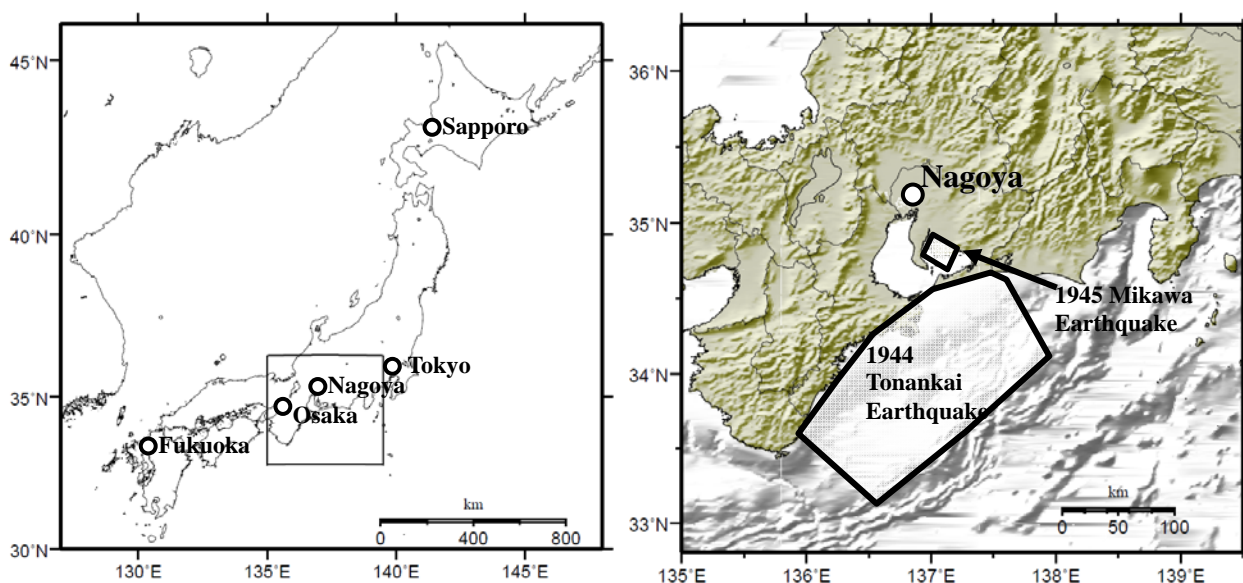 45°N
40°N
35°N
30°N
130°E
135°E
140°E
145°E
Sapporo
Tokyo
Nagoya
Osaka
Fukuoka
km
0
400
800
36°N
35°N
34°N
33°N
135°E
136°E
137°E
138°E
139°E
Nagoya
1945 Mikawa
Earthquake
1944
Tonankai
Earthquake
km
0
50
100